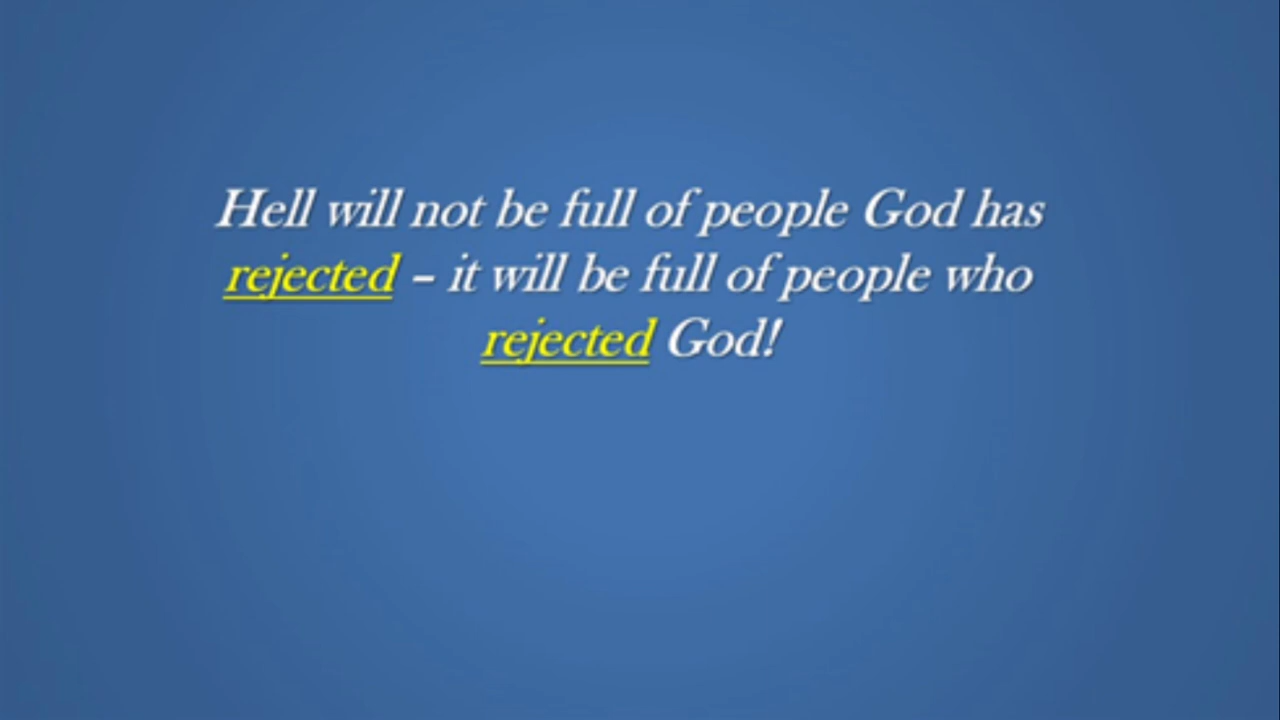 Hell will not be full of people God has
rejected – it will be full of people who
rejected God!